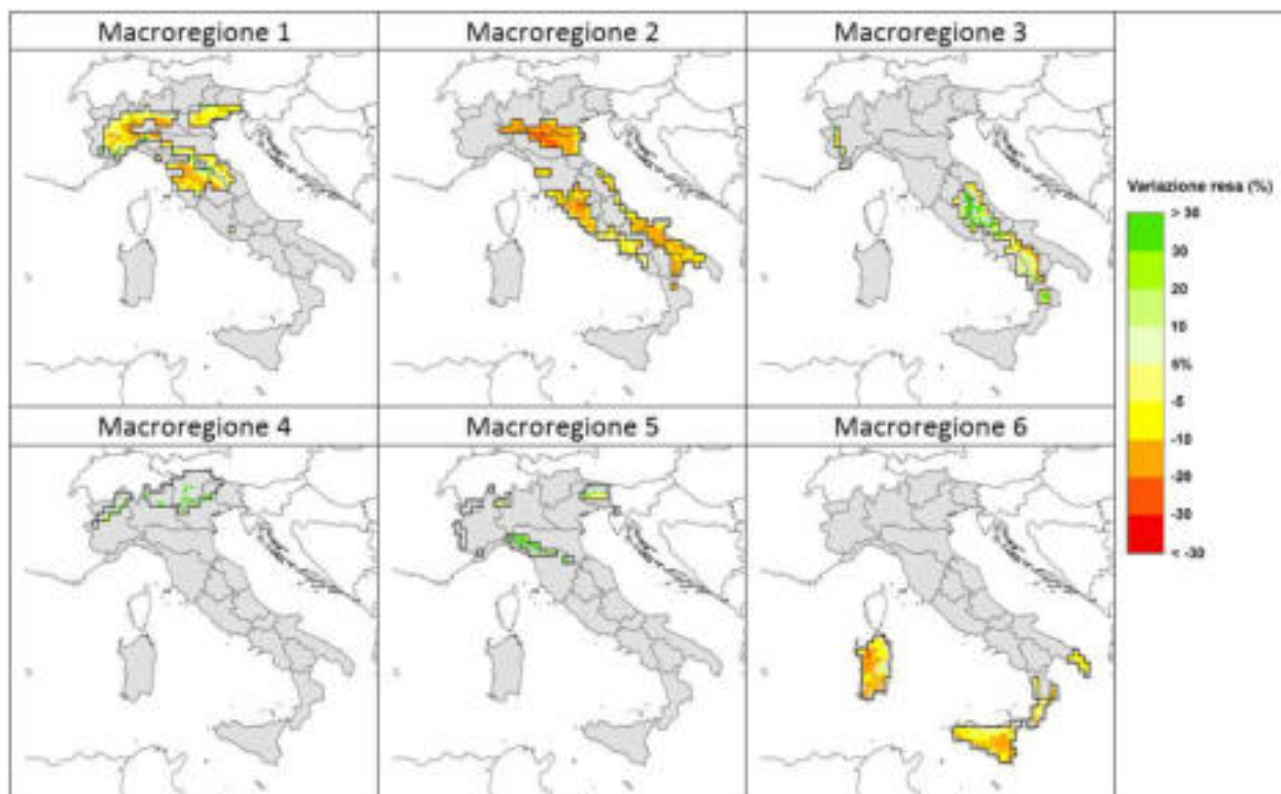 Macroregione 1
Macroregione 2
Macroregione 3
Variazione resa (%)
> 30
30
20
10
5%
-5
-10
-20
-30
< -30
Macroregione 4
Macroregione 5
Macroregione 6